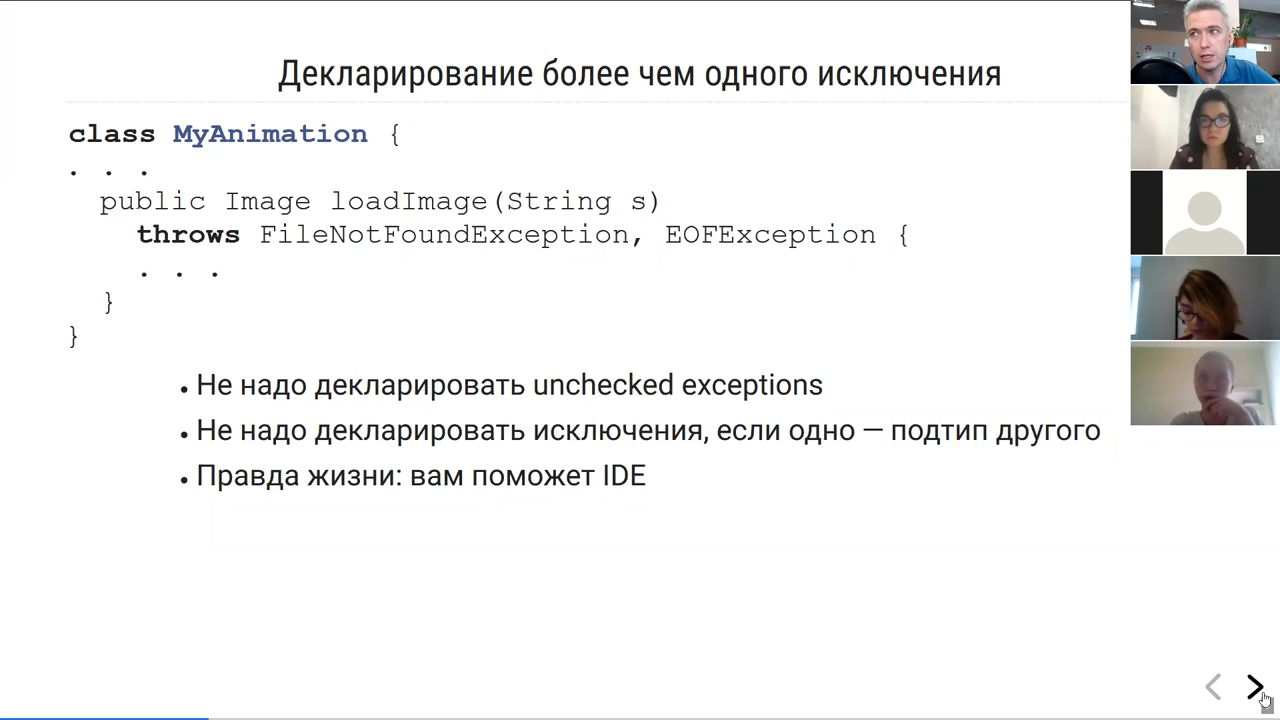 Декларирование более чем одного исключения
class MyAnimation {
. . .
public Image loadImage(String s)
throws FileNotFoundException, EOFException {
. . .
}
}
• Не надо декларировать unchecked exceptions
• Не надо декларировать исключения, если одно — подтип другого
• Правда жизни: вам поможет IDE